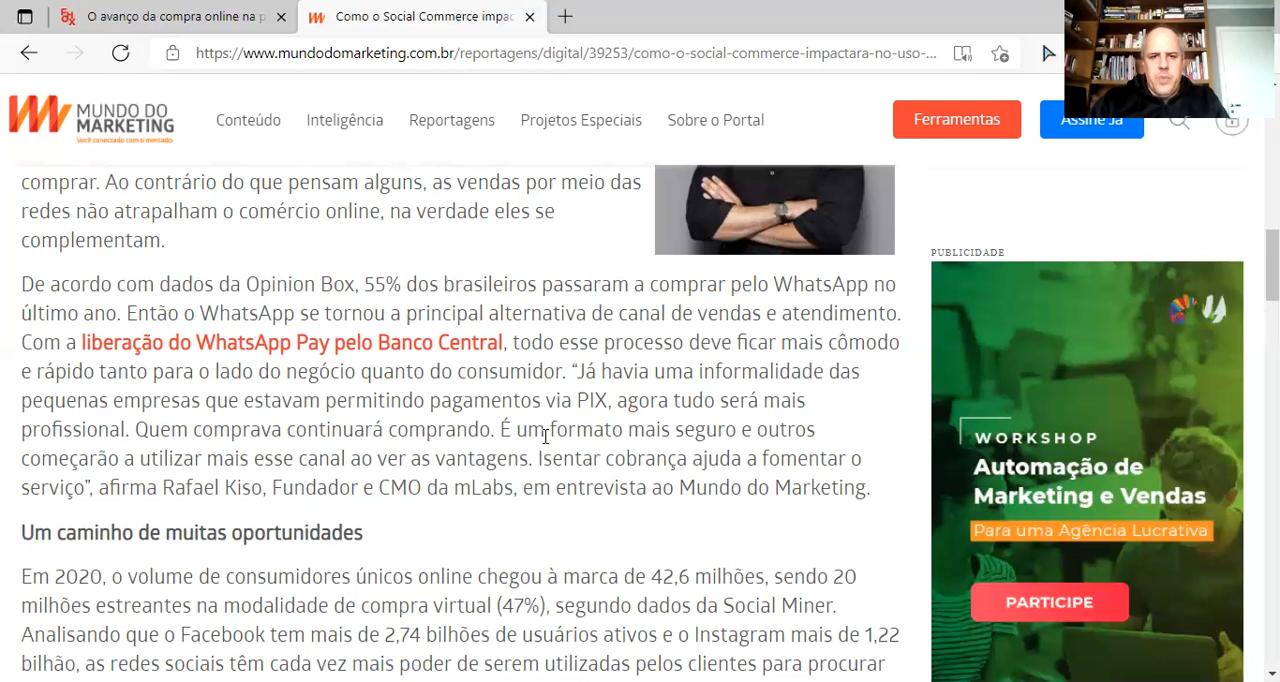 O avanço da compra online na p
Como o Social Commerce impac
https://www.mundodomarketing.com.br/reportagens/digital/39253/como-o-social-commerce-impactara-no-uso-...
MUNDO DO
MARKETING
Você conectado com o mercado
Conteúdo
Inteligência
Reportagens
Projetos Especiais
Sobre o Portal
Ferramentas
Assine Já
comprar. Ao contrário do que pensam alguns, as vendas por meio das
redes não atrapalham o comércio online, na verdade eles se
complementam.
De acordo com dados da Opinion Box, 55% dos brasileiros passaram a comprar pelo WhatsApp no
último ano. Então o WhatsApp se tornou a principal alternativa de canal de vendas e atendimento.
Com a liberação do WhatsApp Pay pelo Banco Central, todo esse processo deve ficar mais cômodo
e rápido tanto para o lado do negócio quanto do consumidor. “Já havia uma informalidade das
pequenas empresas que estavam permitindo pagamentos via PIX, agora tudo será mais
profissional. Quem comprava continuará comprando. É um formato mais seguro e outros
começarão a utilizar mais esse canal ao ver as vantagens. Isentar cobrança ajuda a fomentar o
serviço”, afirma Rafael Kiso, Fundador e CMO da mLabs, em entrevista ao Mundo do Marketing.
Um caminho de muitas oportunidades
Em 2020, o volume de consumidores únicos online chegou à marca de 42,6 milhões, sendo 20
milhões estreantes na modalidade de compra virtual (47%), segundo dados da Social Miner.
Analisando que o Facebook tem mais de 2,74 bilhões de usuários ativos e o Instagram mais de 1,22
bilhão, as redes sociais têm cada vez mais poder de serem utilizadas pelos clientes para procurar
PUBLICIDADE
WORKSHOP
Automação de
Marketing e Vendas
Para uma Agência Lucrativa
PARTICIPE